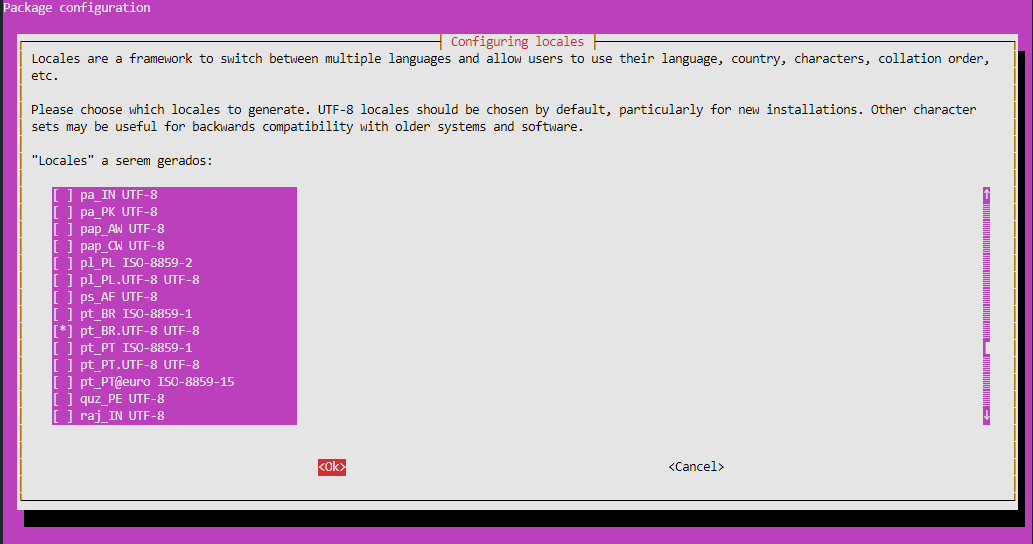 Package configuration
Configuring locales
Locales are a framework to switch between multiple languages and allow users to use their language, country, characters, collation order,
etc.
Please choose which locales to generate. UTF-8 locales should be chosen by default, particularly for new installations. Other character
sets may be useful for backwards compatibility with older systems and software.
"Locales" a serem gerados:
[ ] pa_IN UTF-8
[ ] pa_PK UTF-8
[ ] pap_AW UTF-8
[ ] pap_CW UTF-8
[ ] pl_PL ISO-8859-2
[ ] pl_PL.UTF-8 UTF-8
[ ] ps_AF UTF-8
[ ] pt_BR ISO-8859-1
[*] pt_BR.UTF-8 UTF-8
[ ] pt_PT ISO-8859-1
[ ] pt_PT.UTF-8 UTF-8
[ ] pt_PT@euro ISO-8859-15
[ ] quz_PE UTF-8
[ ] raj_IN UTF-8
<Ok> <Cancel>